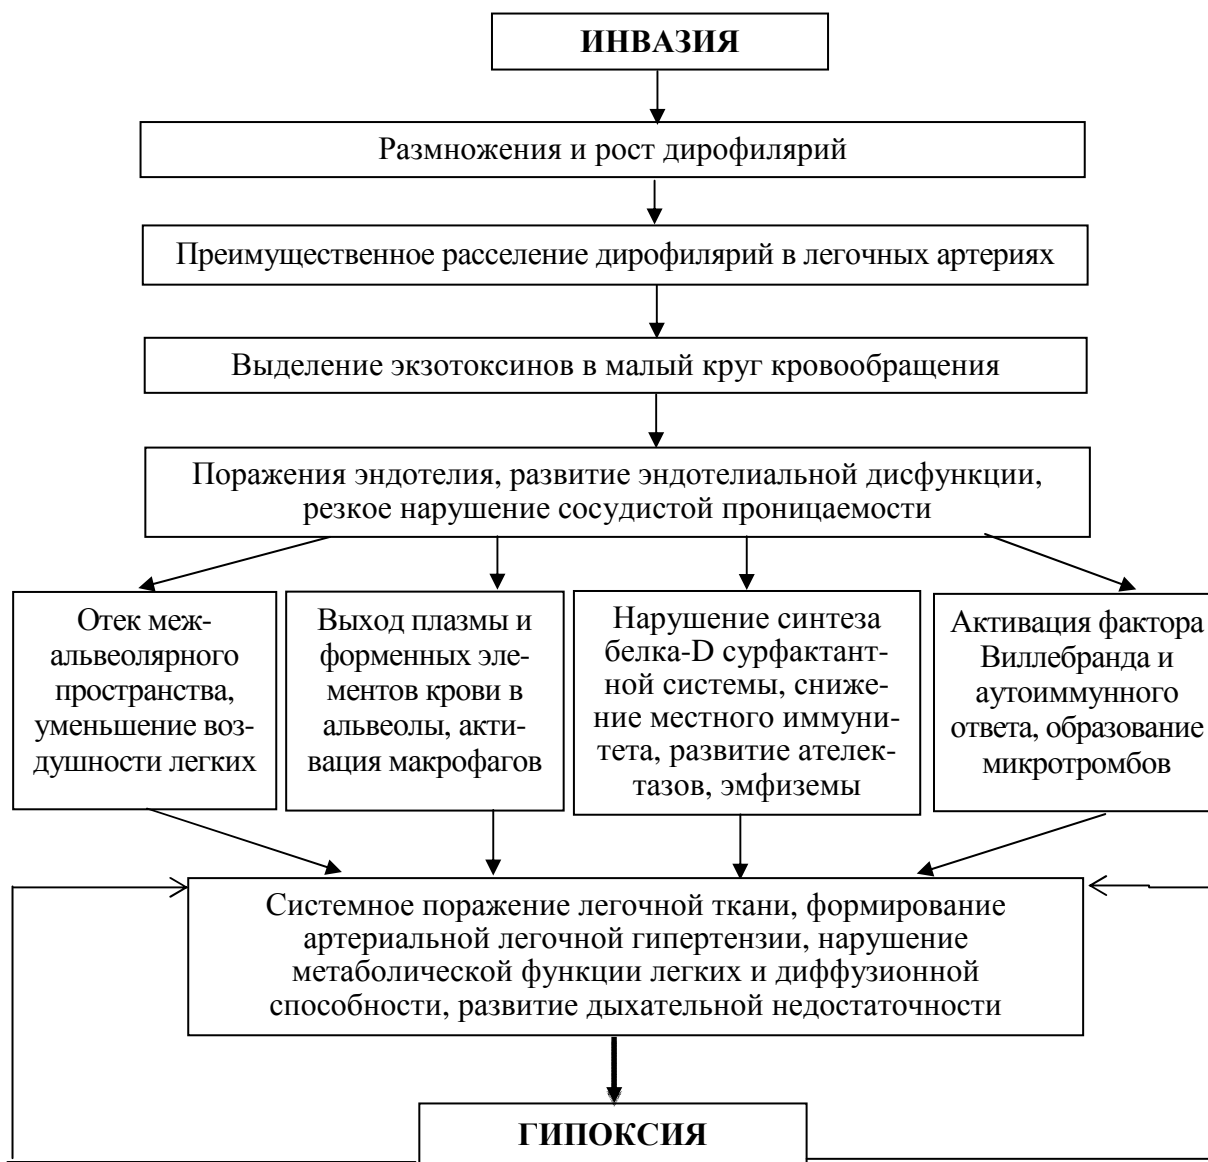 ИНВАЗИЯ
Размножения и рост дирофилярий
Преимущественное расселение дирофилярий в легочных артериях
Выделение экзотоксинов в малый круг кровообращения
Поражения эндотелия, развитие эндотелиальной дисфункции,
резкое нарушение сосудистой проницаемости
Отек меж-
альвеолярного
пространства,
уменьшение воз-
душности легких
Выход плазмы и
форменных эле-
ментов крови в
альвеолы, акти-
вация макрофагов
Нарушение синтеза
белка-D сурфактант-
ной системы, сниже-
ние местного иммуни-
тета, развитие ателек-
тазов, эмфиземы
Активация фактора
Виллебранда и
аутоиммунного
ответа, образование
микротромбов
Системное поражение легочной ткани, формирование
артериальной легочной гипертензии, нарушение
метаболической функции легких и диффузионной
способности, развитие дыхательной недостаточности
ГИПОКСИЯ